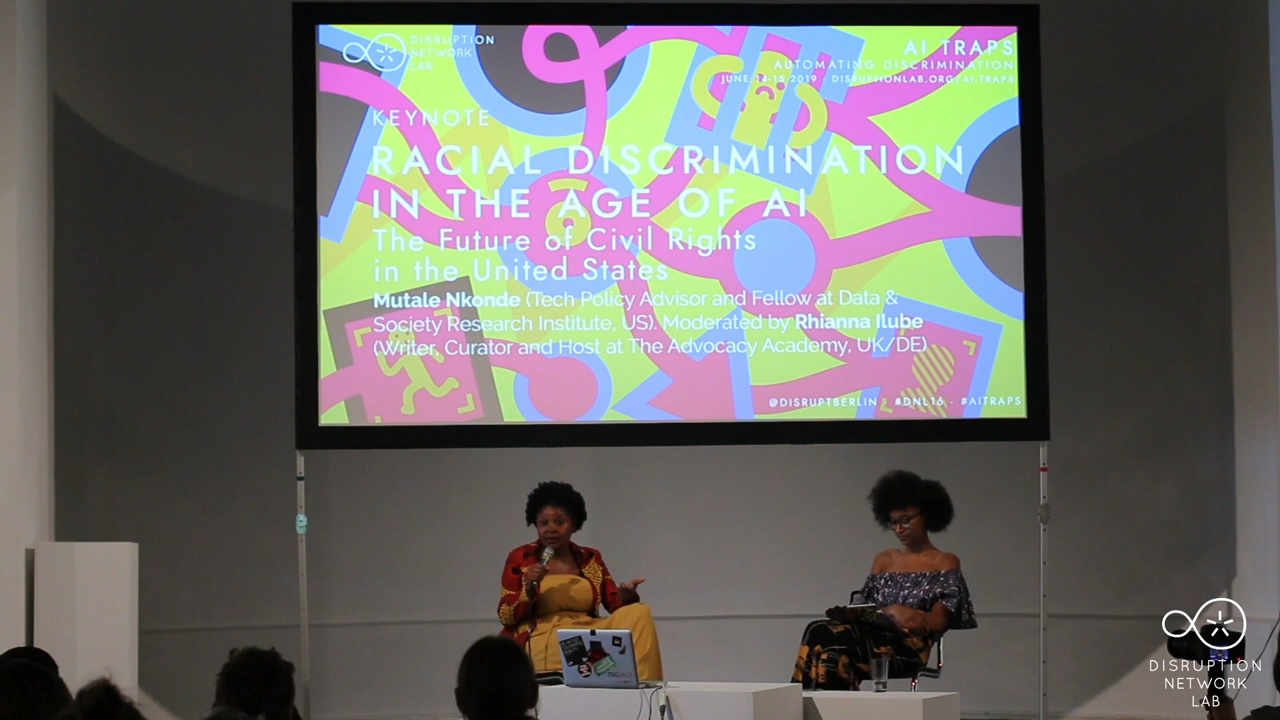 DISRUPTION
NETWORK
LAB
AI TRAPS
AUTOMATING DISCRIMINATION
JUNE 14-15 2019 · DISRUPTIONLAB.ORG/AI-TRAPS
KEYNOTE
RACIAL DISCRIMINATION
IN THE AGE OF AI
The Future of Civil Rights
in the United States
Mutale Nkonde (Tech Policy Advisor and Fellow at Data &
Society Research Institute, US). Moderated by Rhianna Ilube
(Writer, Curator and Host at The Advocacy Academy, UK/DE)
@DISRUPTBERLIN · #DNL16 · #AITRAPS
DISRUPTION
NETWORK
LAB